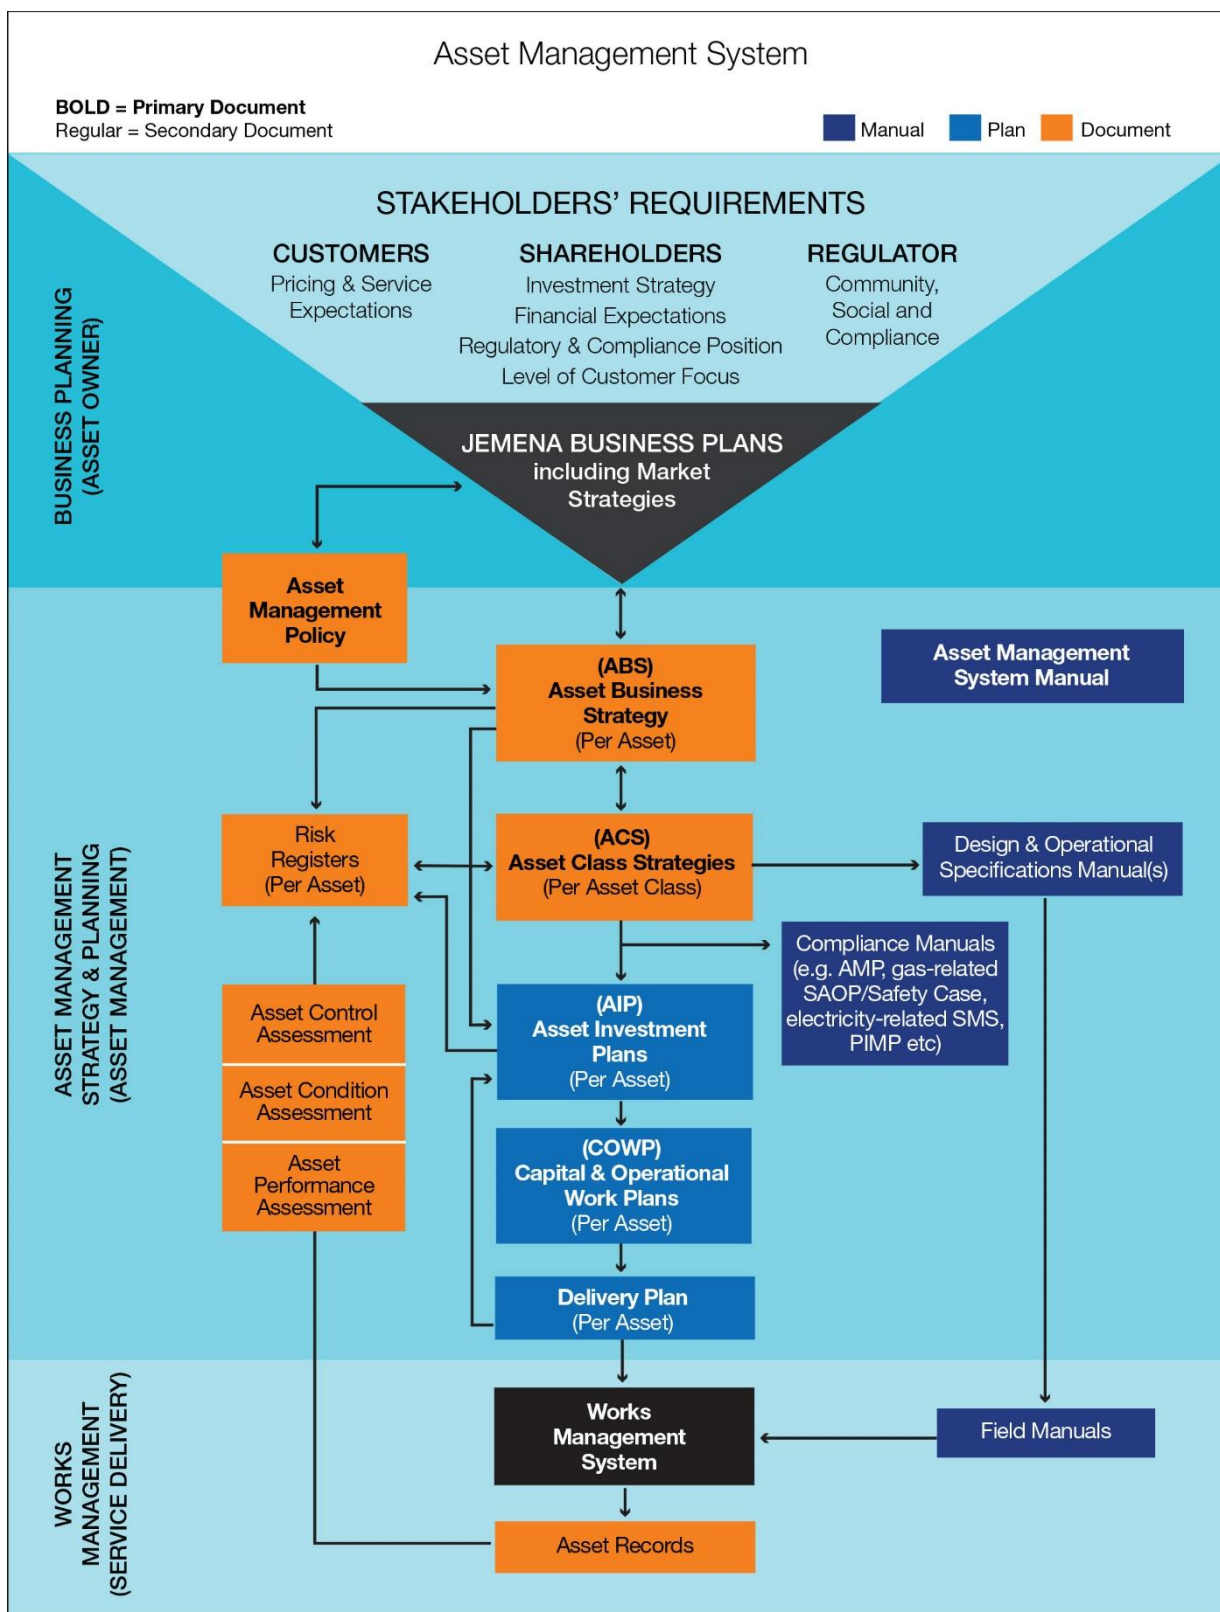 Asset Management System
BOLD = Primary Document
Regular = Secondary Document
Manual
Plan
Document
STAKEHOLDERS' REQUIREMENTS
CUSTOMERS
Pricing & Service
Expectations
SHAREHOLDERS
Investment Strategy
Financial Expectations
Regulatory & Compliance Position
Level of Customer Focus
REGULATOR
Community,
Social and
Compliance
BUSINESS PLANNING
(ASSET OWNER)
JEMENA BUSINESS PLANS
including Market
Strategies
Asset
Management
Policy
(ABS)
Asset Business
Strategy
(Per Asset)
Asset Management
System Manual
ASSET MANAGEMENT
STRATEGY & PLANNING
(ASSET MANAGEMENT)
Risk
Registers
(Per Asset)
(ACS)
Asset Class Strategies
(Per Asset Class)
Design & Operational
Specifications Manual(s)
Compliance Manuals
(e.g. AMP, gas-related
SAOP/Safety Case,
electricity-related SMS,
PIMP etc)
Asset Control
Assessment
Asset Condition
Assessment
Asset
Performance
Assessment
(AIP)
Asset Investment
Plans
(Per Asset)
(COWP)
Capital & Operational
Work Plans
(Per Asset)
Delivery Plan
(Per Asset)
WORKS
MANAGEMENT
(SERVICE DELIVERY)
Works
Management
System
Field Manuals
Asset Records